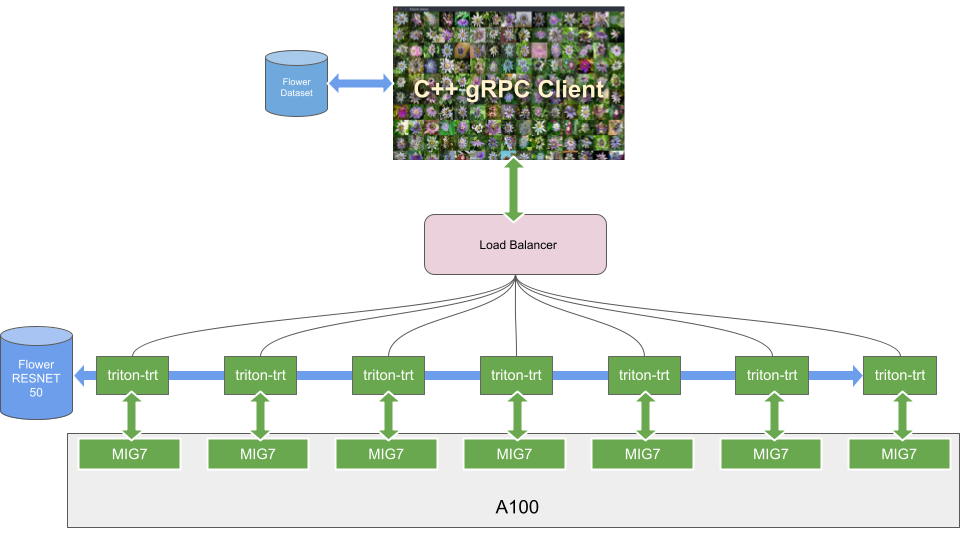 Flower
Dataset
C++ gRPC Client
Load Balancer
Flower
RESNET
50
triton-trt
triton-trt
triton-trt
triton-trt
triton-trt
triton-trt
triton-trt
MIG7
MIG7
MIG7
MIG7
MIG7
MIG7
MIG7
A100